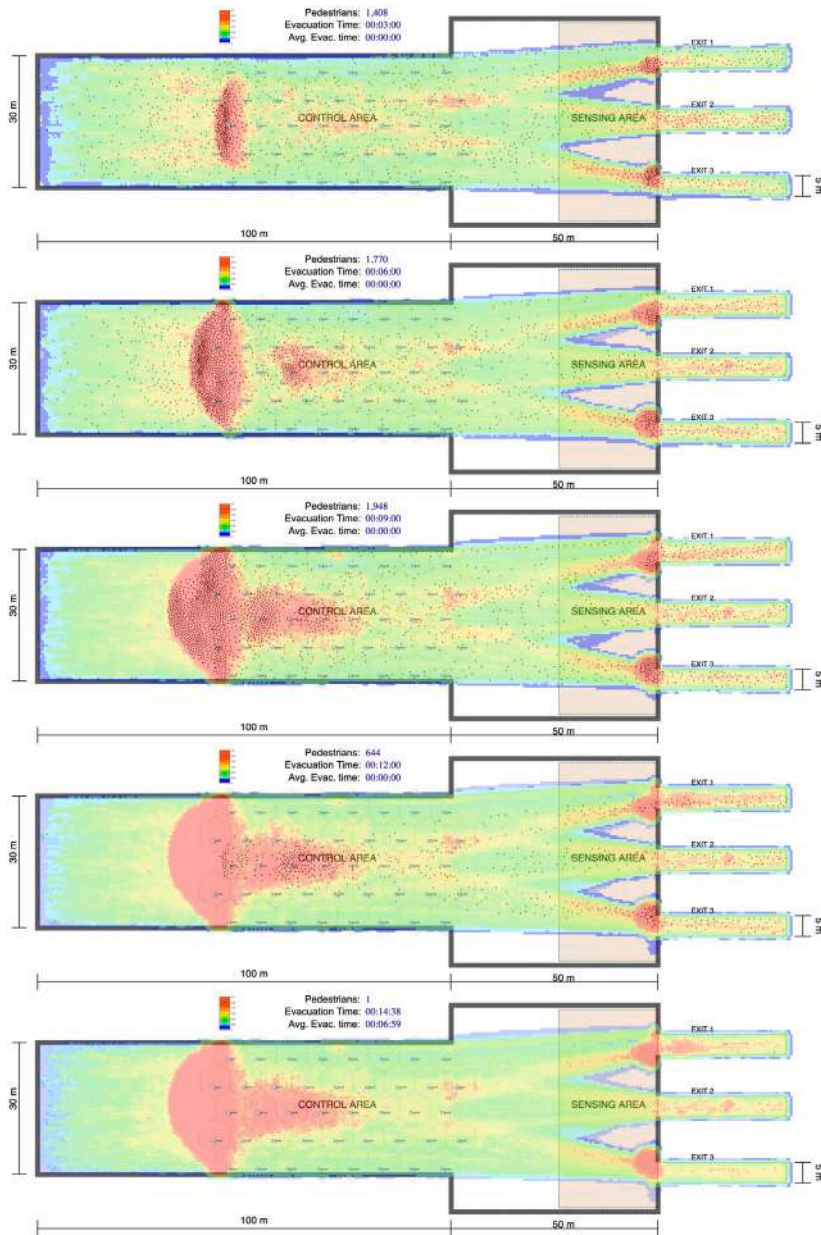 Pedestrians: 1,408
Evacuation Time: 00:03:00
Avg. Evac. time: 00:00:00
EXIT 1
30 m
CONTROL AREA
SENSING AREA
EXIT 2
EXIT 3
5 m
100 m
50 m
Pedestrians: 1,770
Evacuation Time: 00:06:00
Avg. Evac. time: 00:00:00
EXIT 1
30 m
CONTROL AREA
SENSING AREA
EXIT 2
EXIT 3
5 m
100 m
50 m
Pedestrians: 1,948
Evacuation Time: 00:09:00
Avg. Evac. time: 00:00:00
EXIT 1
30 m
CONTROL AREA
SENSING AREA
EXIT 2
EXIT 3
5 m
100 m
50 m
Pedestrians: 644
Evacuation Time: 00:12:00
Avg. Evac. time: 00:00:00
EXIT 1
30 m
CONTROL AREA
SENSING AREA
EXIT 2
EXIT 3
5 m
100 m
50 m
Pedestrians: 1
Evacuation Time: 00:14:38
Avg. Evac. time: 00:06:59
EXIT 1
30 m
CONTROL AREA
SENSING AREA
EXIT 2
EXIT 3
5 m
100 m
50 m